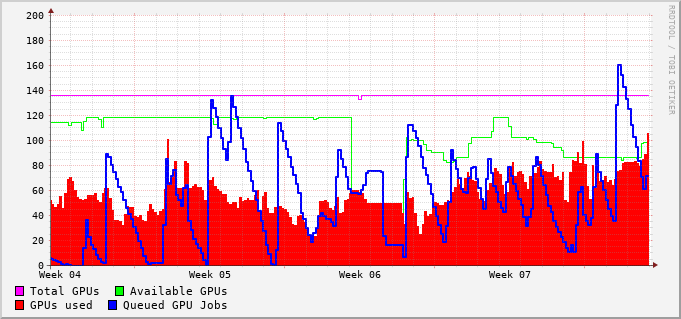 200
180
160
140
120
100
80
60
40
20
0
Week 04 Week 05 Week 06 Week 07
Total GPUs Available GPUs
GPUs used Queued GPU Jobs
RRDTOOL / TOBI OETIKER